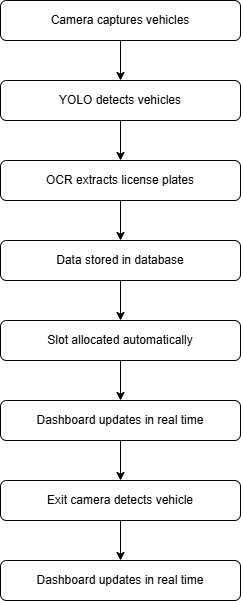 Camera captures vehicles
YOLO detects vehicles
OCR extracts license plates
Data stored in database
Slot allocated automatically
Dashboard updates in real time
Exit camera detects vehicle
Dashboard updates in real time